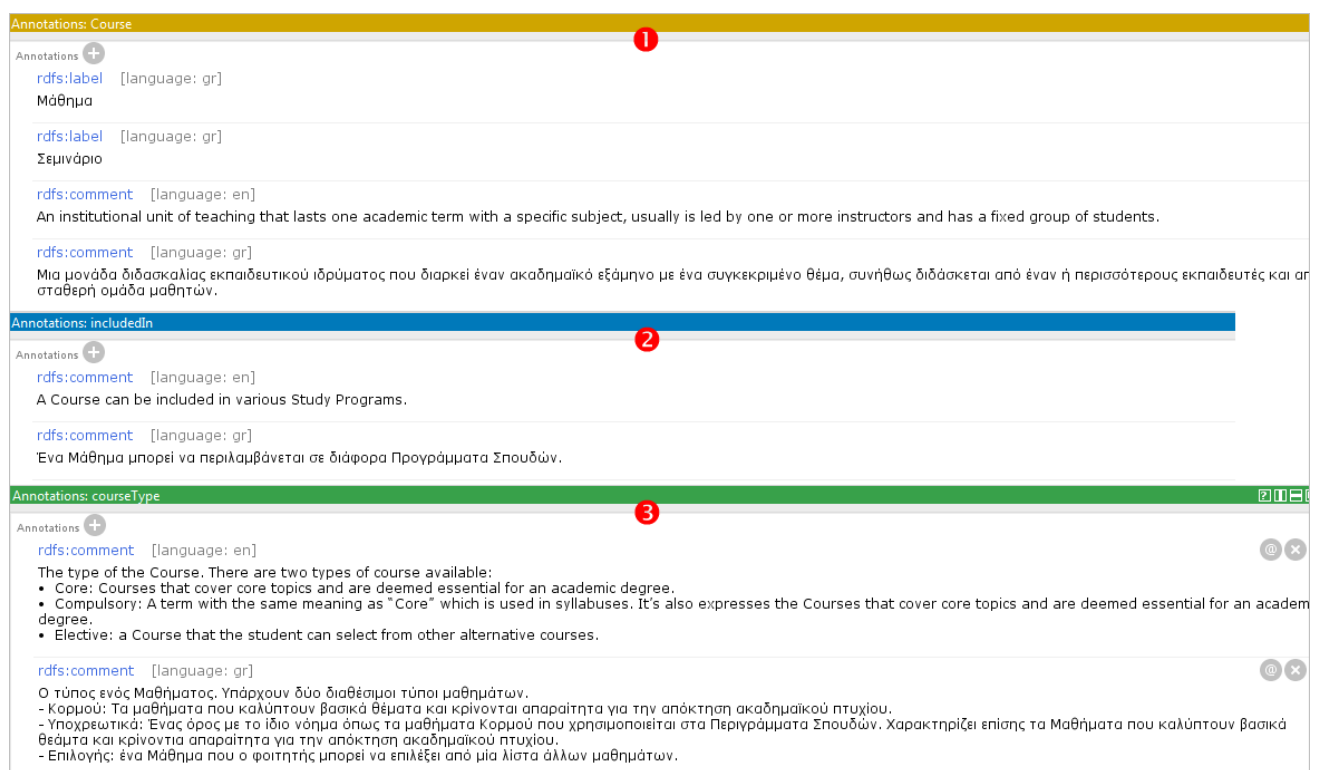 Annotations: Course
1
Annotations
rdfs:label [language: gr]
Μάθημα
rdfs:label [language: gr]
Σεμινάριο
rdfs:comment [language: en]
An institutional unit of teaching that lasts one academic term with a specific subject, usually is led by one or more instructors and has a fixed group of students.
rdfs:comment [language: gr]
Μια μονάδα διδασκαλίας εκπαιδευτικού ιδρύματος που διαρκεί έναν ακαδημαϊκό εξάμηνο με ένα συγκεκριμένο θέμα, συνήθως διδάσκεται από έναν ή περισσότερους εκπαιδευτές και
σταθερή ομάδα μαθητών.
Annotations: includedIn
2
Annotations
rdfs:comment [language: en]
A Course can be included in various Study Programs.
rdfs:comment [language: gr]
Ένα Μάθημα μπορεί να περιλαμβάνεται σε διάφορα Προγράμματα Σπουδών.
Annotations: courseType
3
Annotations
rdfs:comment [language: en]
The type of the Course. There are two types of course available:
• Core: Courses that cover core topics and are deemed essential for an academic degree.
• Compulsory: A term with the same meaning as “Core” which is used in syllabuses. It’s also expresses the Courses that cover core topics and are deemed essential for an academ
degree.
• Elective: a Course that the student can select from other alternative courses.
rdfs:comment [language: gr]
Ο τύπος ενός Μαθήματος. Υπάρχουν δύο διαθέσιμοι τύποι μαθημάτων.
- Κορμού: Τα μαθήματα που καλύπτουν βασικά θέματα και κρίνονται απαραίτητα για την απόκτηση ακαδημαϊκού πτυχίου.
- Υποχρεωτικά: Ένας όρος με το ίδιο νόημα όπως τα μαθήματα Κορμού που χρησιμοποιείται στα Περιγράμματα Σπουδών. Χαρακτηρίζει επίσης τα Μαθήματα που καλύπτουν βασικά
θεάμτα και κρίνοντια απαραίτητα για την απόκτηση ακαδημαϊκού πτυχίου.
- Επιλογής: ένα Μάθημα που ο φοιτητής μπορεί να επιλέξει από μία λίστα άλλων μαθημάτων.